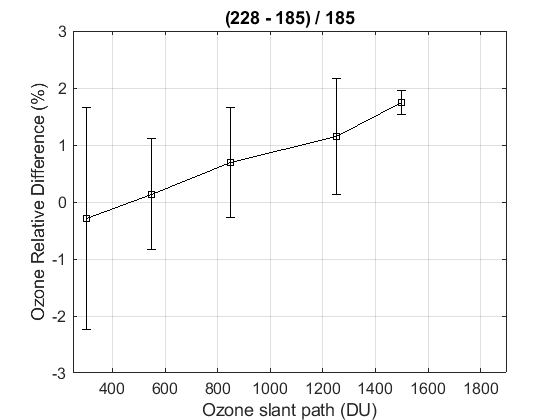 (228 - 185) / 185
3
2
1
0
-1
-2
-3
Ozone Relative Difference (%)
400 600 800 1000 1200 1400 1600 1800
Ozone slant path (DU)